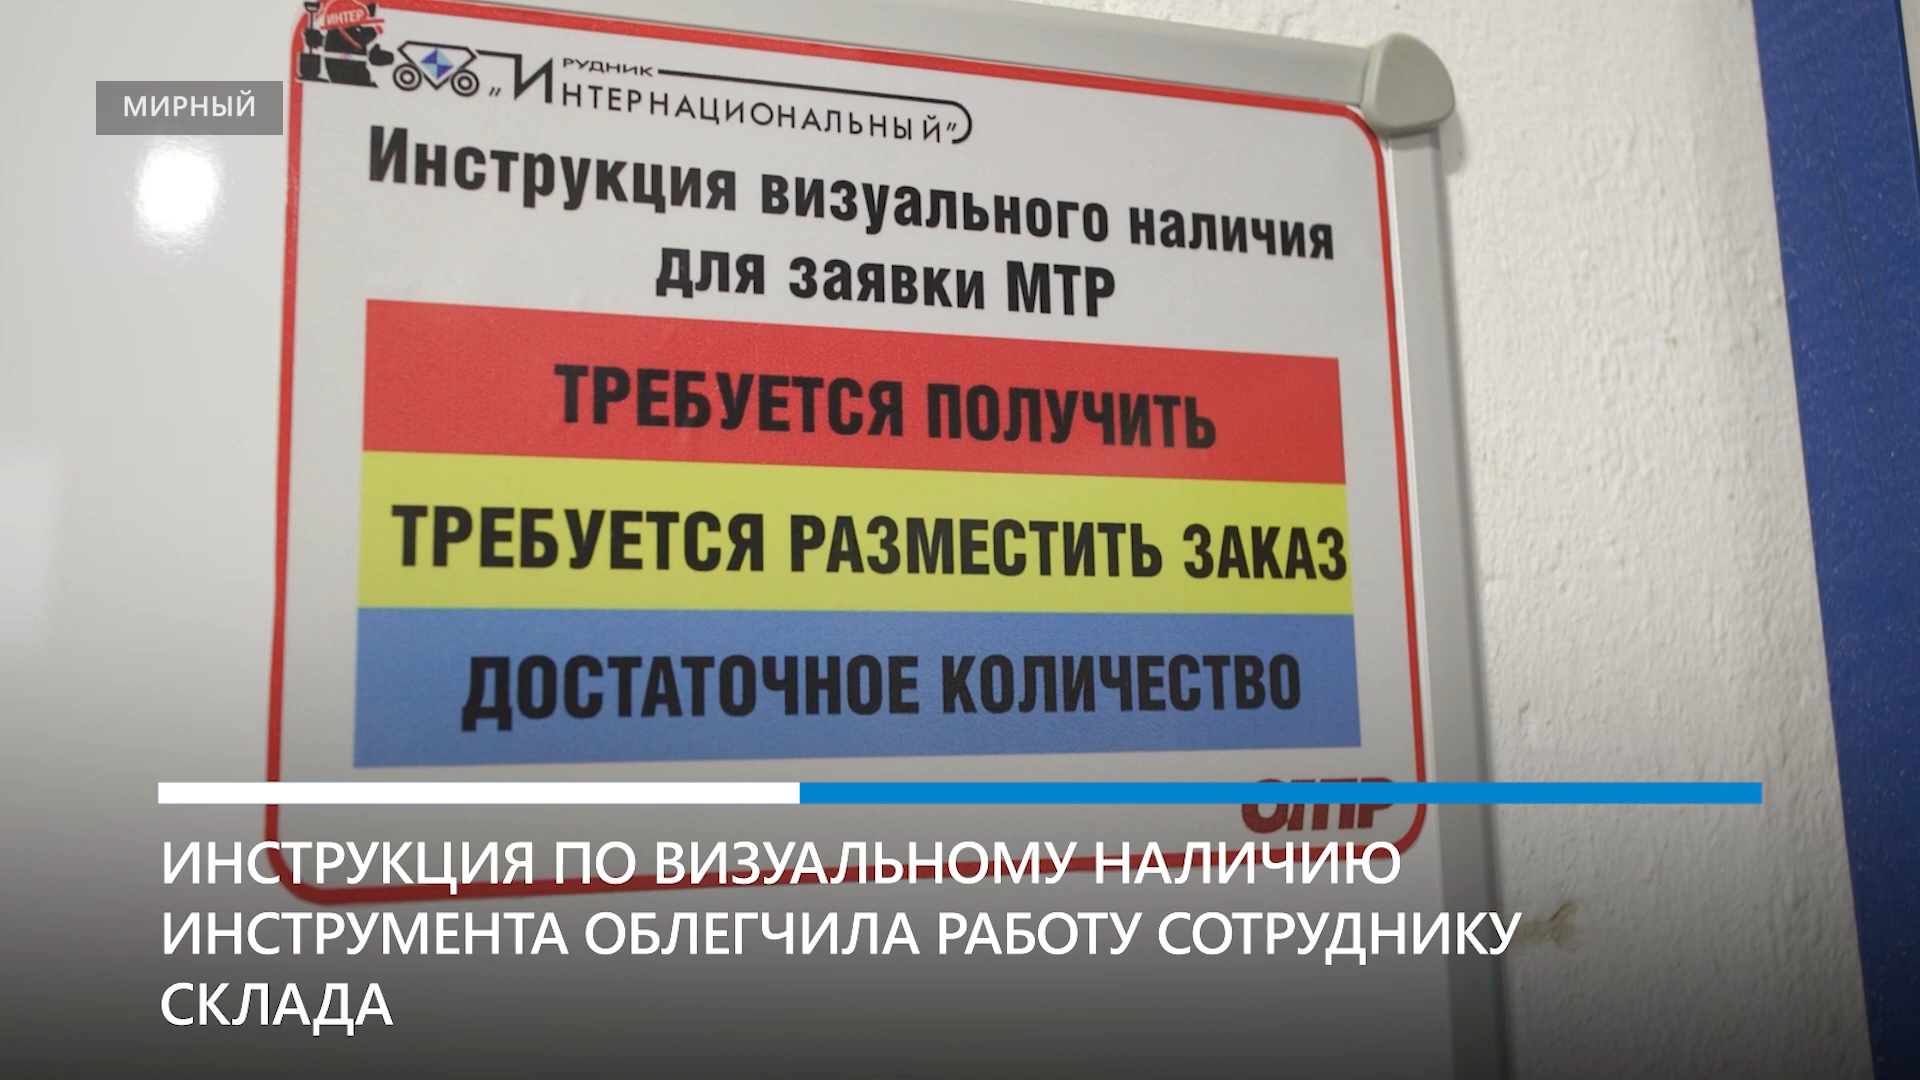 МИРНЫЙ
ИНТЕР
РУДНИК
„ИНТЕРНАЦИОНАЛЬНЫЙ”
Инструкция визуального наличия
для заявки МТР
ТРЕБУЕТСЯ ПОЛУЧИТЬ
ТРЕБУЕТСЯ РАЗМЕСТИТЬ ЗАКАЗ
ДОСТАТОЧНОЕ КОЛИЧЕСТВО
ИНСТРУКЦИЯ ПО ВИЗУАЛЬНОМУ НАЛИЧИЮ
ИНСТРУМЕНТА ОБЛЕГЧИЛА РАБОТУ СОТРУДНИКУ
СКЛАДА